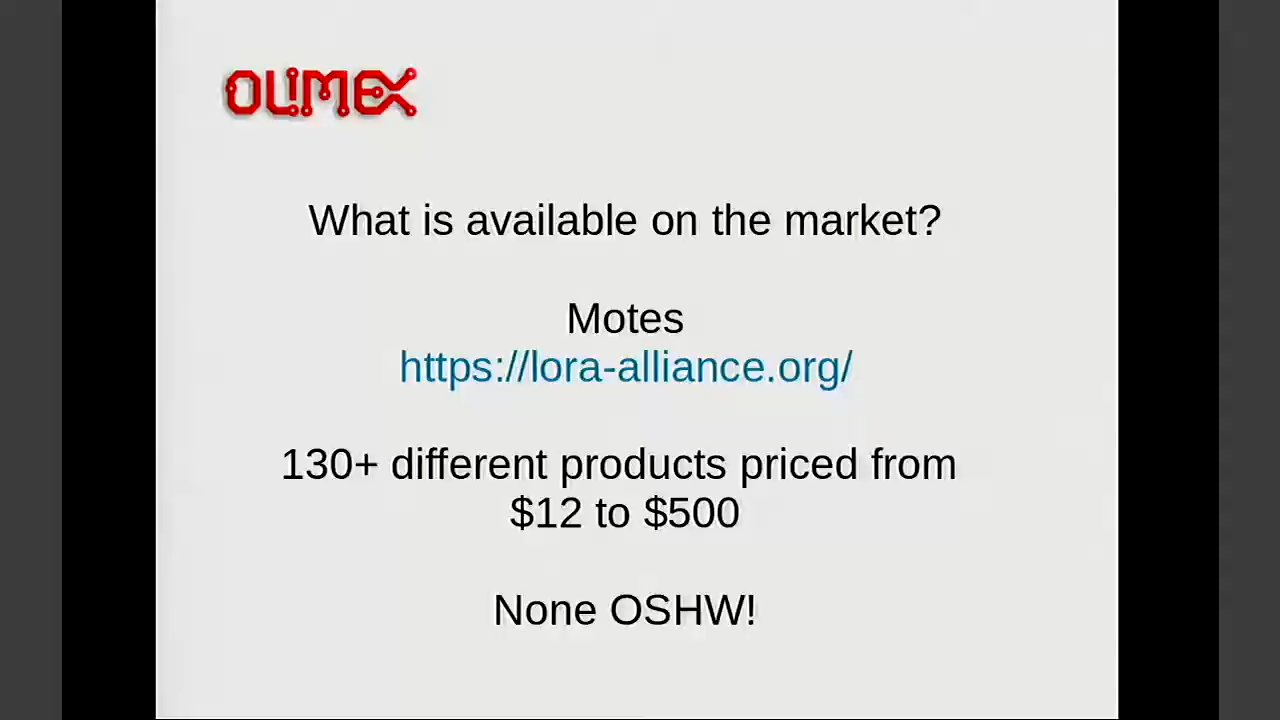 OLIMEX
What is available on the market?
Motes
https://lora-alliance.org/
130+ different products priced from
$12 to $500
None OSHW!